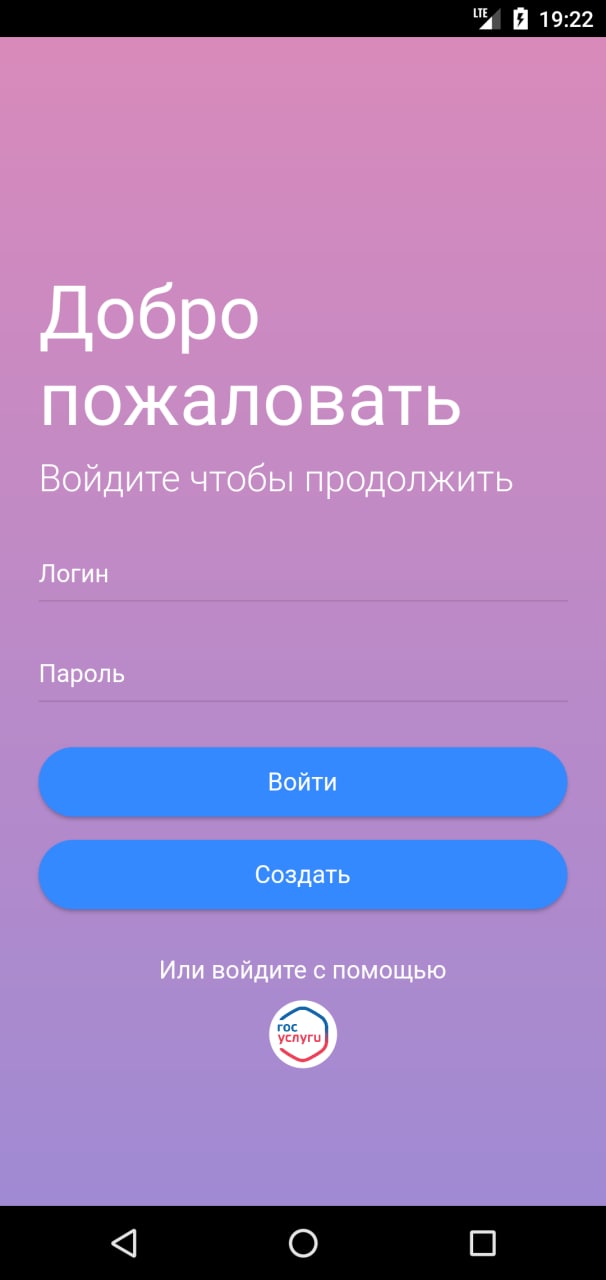 LTE 19:22
Добро
пожаловать
Войдите чтобы продолжить
Логин
Пароль
Войти
Создать
Или войдите с помощью
гос
услуги